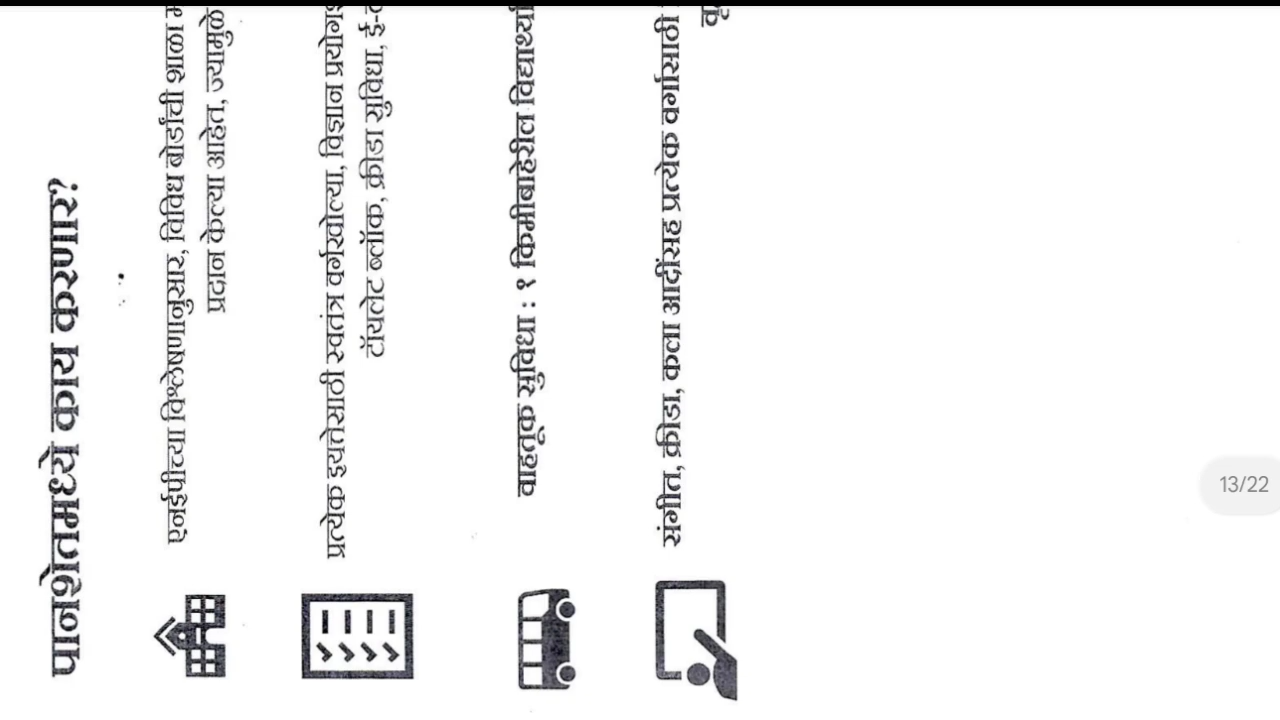 पानशेतमध्ये काय करणार?
एनईपीच्या विश्लेषणानुसार, विविध बोर्डांची शाळा
प्रदान केल्या आहेत, ज्यामुळे
प्रत्येक इयत्तेसाठी स्वतंत्र वर्गखोल्या, विज्ञान
टॉयलेट ब्लॉक, क्रीडा सुविधा,
वाहतूक सुविधा : १ किमीबाहेरील
संगीत, क्रीडा, कला आदींसह प्रत्येक वर्गासाठी
13/22